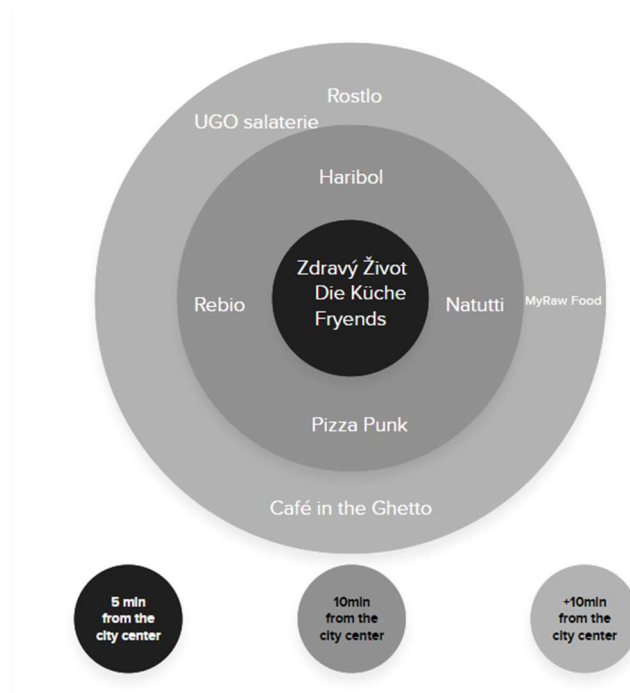 Rostlo
UGO salaterie
Haribol
Zdravý Život
Die Küche
Fryends
Rebio
Natutti
MyRaw Food
Pizza Punk
Café in the Ghetto
5 min
from the
city center
10min
from the
city center
+10min
from the
city center